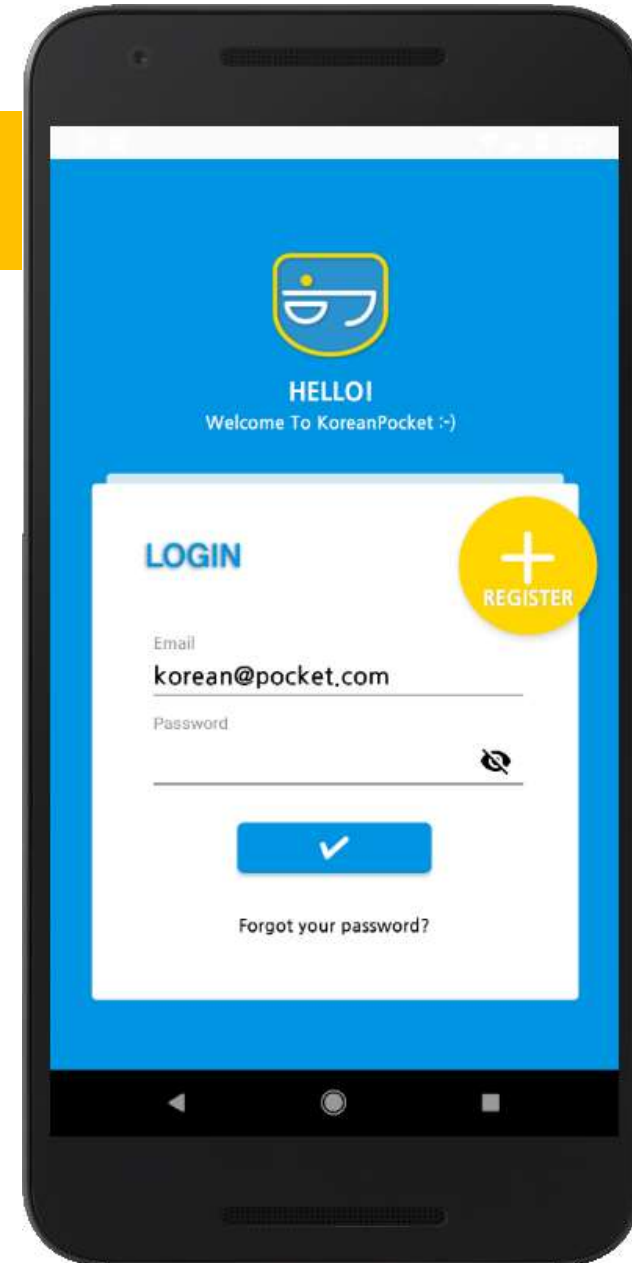 HELLO!
Welcome To KoreanPocket :-)
LOGIN
REGISTER
Email
korean@pocket.com
Password
Forgot your password?